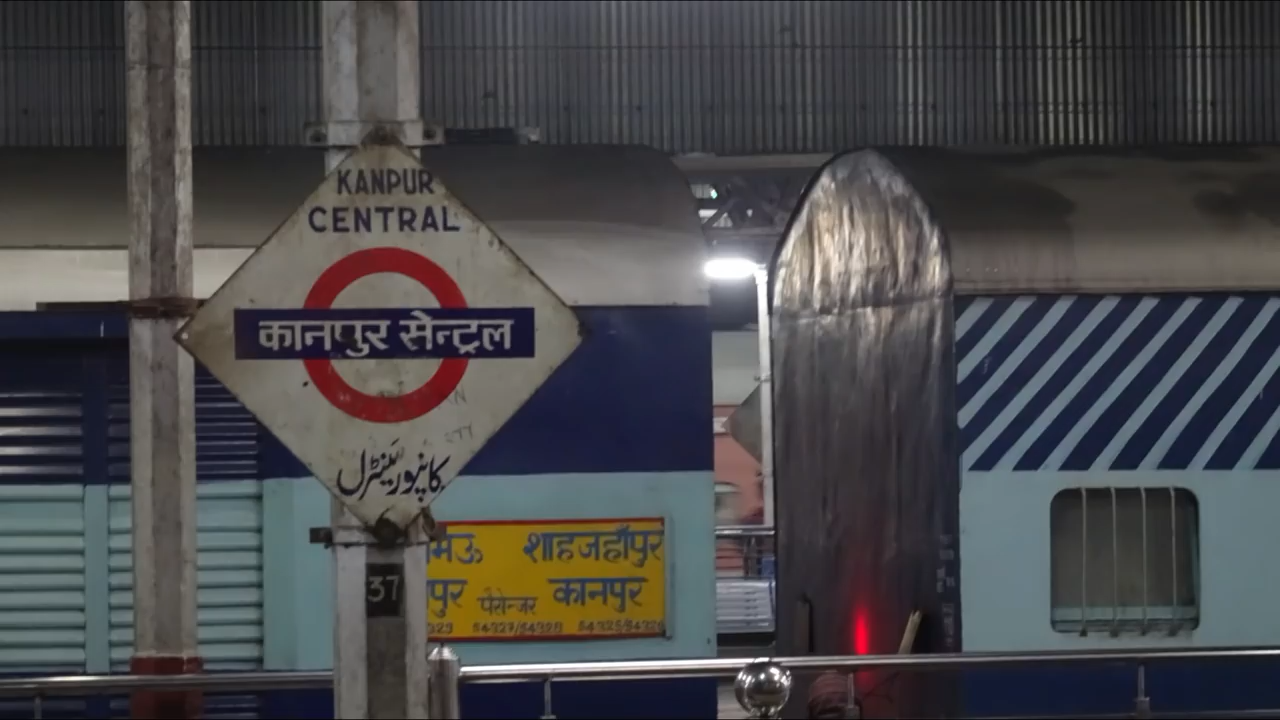 KANPUR
CENTRAL
कानपुर सेन्ट्रल
کانپور سینٹرل
37
शाहजहाँपुर
पुर पैसेन्जर कानपुर
54327/54328 54325/54326